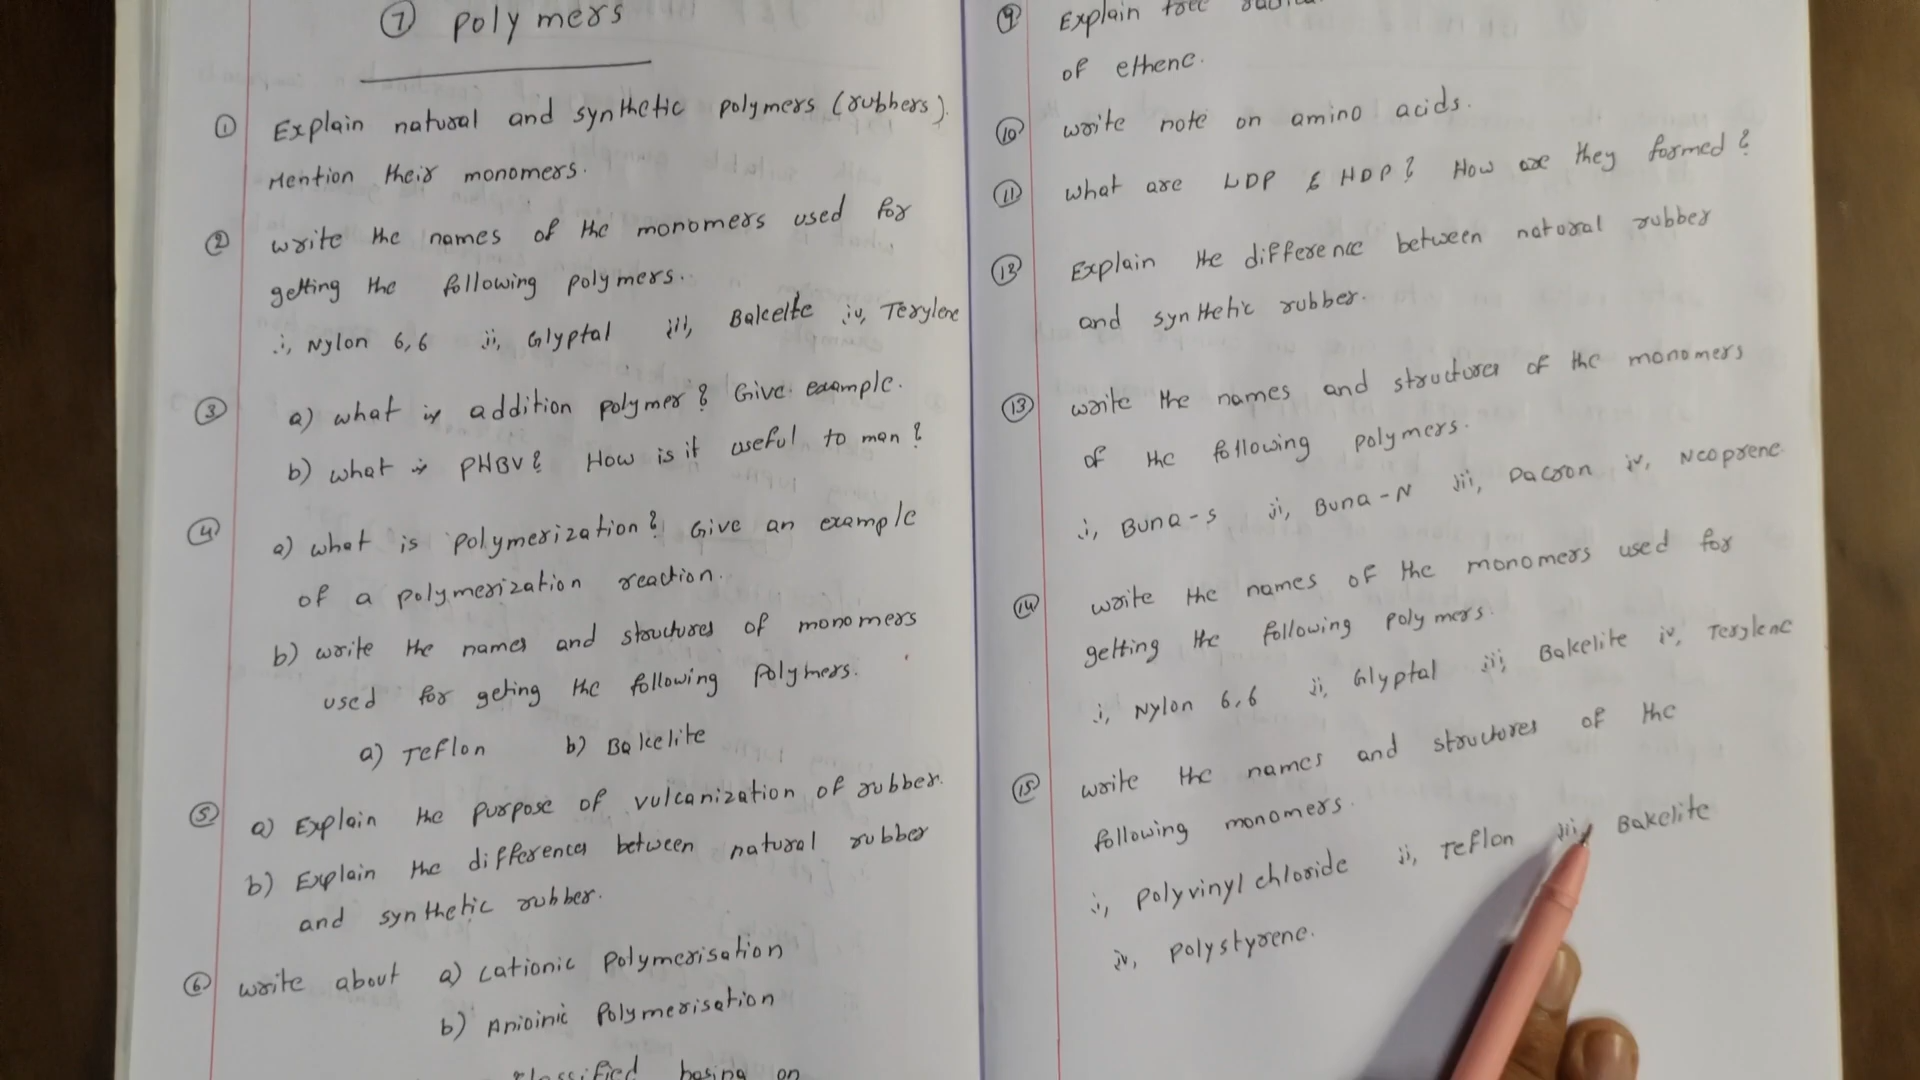 7 polymers
① Explain natural and synthetic polymers (rubbers).
Mention their monomers.
② write the names of the monomers used for
getting the following polymers.
i, Nylon 6,6 ii, Glyptal iii, Bakelte iv, Terylene
③ a) what is addition polymer? Give example.
b) what is PHBV? How is it useful to man?
④ a) what is polymerization? Give an example
of a polymerization reaction.
b) write the names and structures of monomers
used for geting the following Polymers.
a) Teflon b) Bakelite
⑤ a) Explain the purpose of vulcanization of rubber.
b) Explain the differences between natural rubber
and synthetic rubber.
⑥ write about a) cationic Polymerisation
b) Anioinic Polymerisation
classified basing on
⑨ Explain free
of ethene.
⑩ write note on amino acids.
⑪ what are LDP & HDP? How are they formed?
⑫ Explain the difference between natural rubber
and synthetic rubber.
⑬ write the names and structures of the monomers
of the following polymers.
i, Buna-s ii, Buna-N iii, Dacron iv, Neoprene
⑭ write the names of the monomers used for
getting the following polymers.
i, Nylon 6,6 ii, Glyptal iii, Bakelite iv, Terylene
⑮ write the names and structures of the
following monomers.
i, polyvinyl chloride ii, Teflon iii, Bakelite
iv, polystyrene.